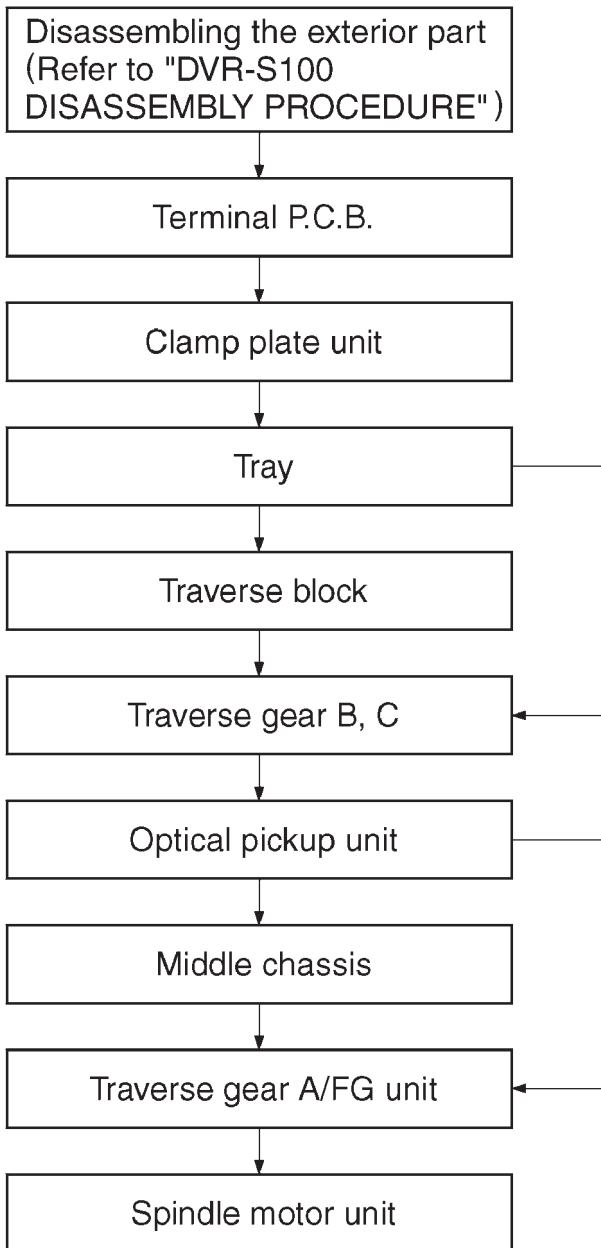 Disassembling the exterior part
(Refer to "DVR-S100
DISASSEMBLY PROCEDURE")
Terminal P.C.B.
Clamp plate unit
Tray
Traverse block
Traverse gear B, C
Optical pickup unit
Middle chassis
Traverse gear A/FG unit
Spindle motor unit